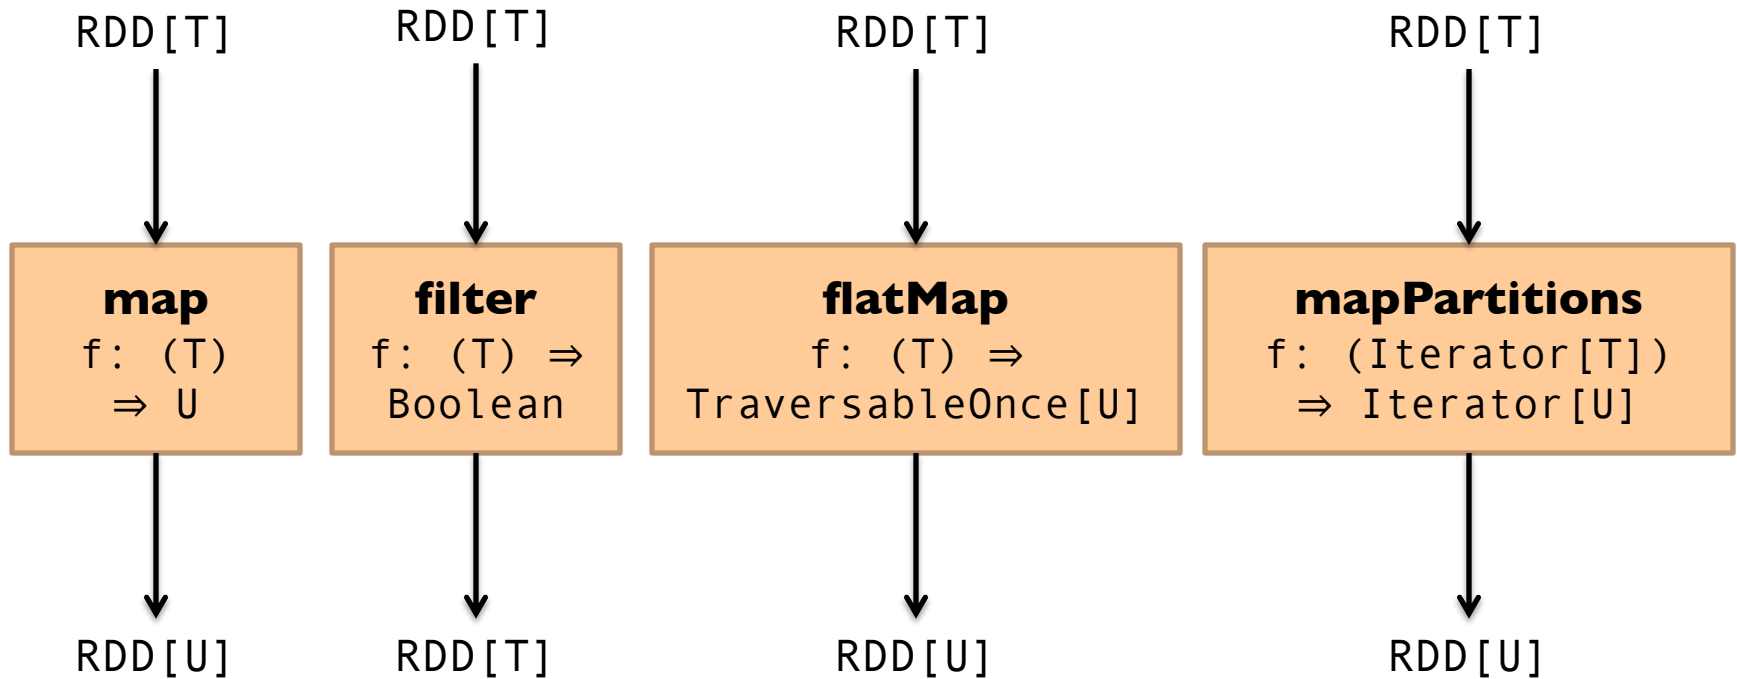 RDD[T]
RDD[T]
RDD[T]
RDD[T]
map
f: (T)
⇒ U
filter
f: (T) ⇒
Boolean
flatMap
f: (T) ⇒
TraversableOnce[U]
mapPartitions
f: (Iterator[T])
⇒ Iterator[U]
RDD[U]
RDD[T]
RDD[U]
RDD[U]